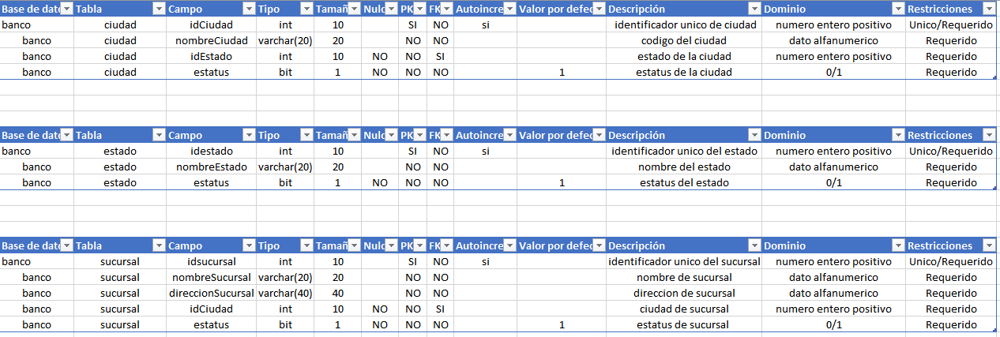 Base de dato Tabla Campo Tipo Tamañ Nulo PK FK Autoincre Valor por defec Descripción Dominio Restricciones
banco ciudad idCiudad int 10 SI NO si identificador unico de ciudad numero entero positivo Unico/Requerido
banco ciudad nombreCiudad varchar(20) 20 NO NO codigo del ciudad dato alfanumerico Requerido
banco ciudad idEstado int 10 NO NO SI estado de la ciudad numero entero positivo Requerido
banco ciudad estatus bit 1 NO NO NO 1 estatus de la ciudad 0/1 Requerido
Base de dato Tabla Campo Tipo Tamañ Nulo PK FK Autoincre Valor por defec Descripción Dominio Restricciones
banco estado idestado int 10 SI NO si identificador unico del estado numero entero positivo Unico/Requerido
banco estado nombreEstado varchar(20) 20 NO NO nombre del estado dato alfanumerico Requerido
banco estado estatus bit 1 NO NO NO 1 estatus del estado 0/1 Requerido
Base de dato Tabla Campo Tipo Tamañ Nulo PK FK Autoincre Valor por defec Descripción Dominio Restricciones
banco sucursal idsucursal int 10 SI NO si identificador unico del sucursal numero entero positivo Unico/Requerido
banco sucursal nombreSucursal varchar(20) 20 NO NO nombre de sucursal dato alfanumerico Requerido
banco sucursal direccionSucursal varchar(40) 40 NO NO direccion de sucursal dato alfanumerico Requerido
banco sucursal idCiudad int 10 NO NO SI ciudad de sucursal numero entero positivo Requerido
banco sucursal estatus bit 1 NO NO NO 1 estatus de sucursal 0/1 Requerido